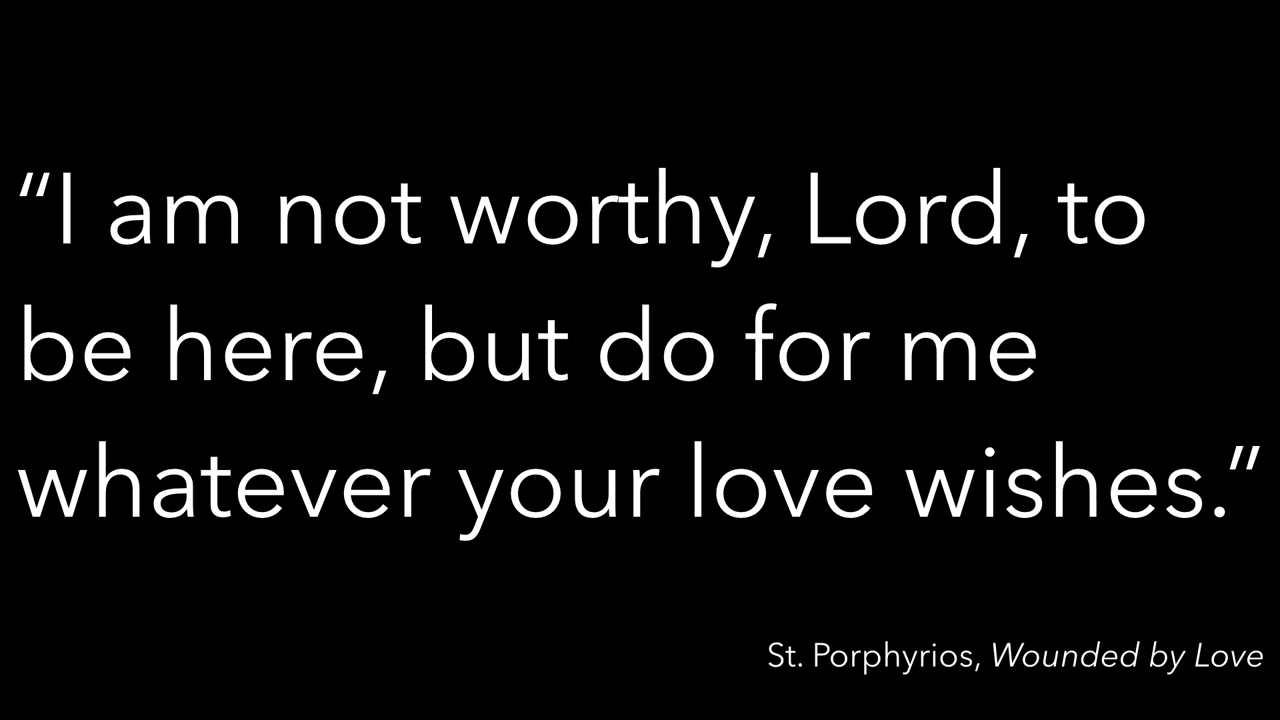 “I am not worthy, Lord, to
be here, but do for me
whatever your love wishes.”
St. Porphyrios, Wounded by Love